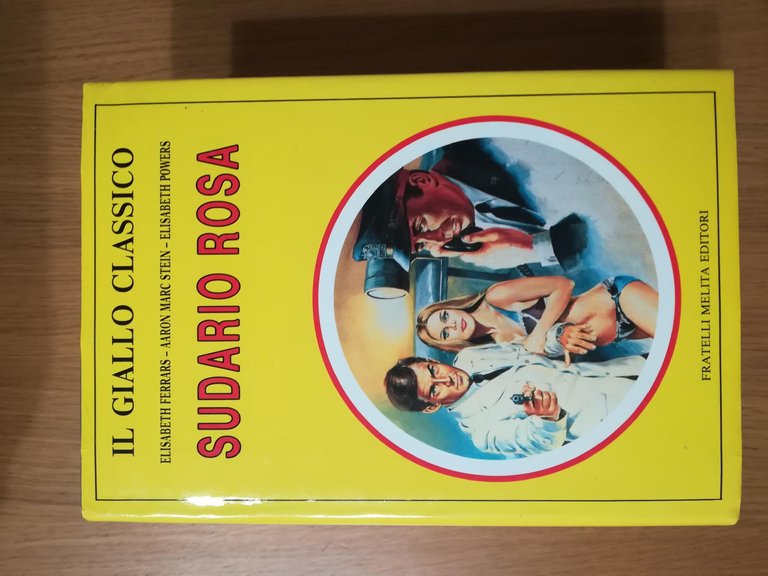 IL GIALLO CLASSICO
ELISABETH FERRARS – AARON MARC STEIN – ELISABETH POWERS
SUDARIO ROSA
FRATELLI MELITA EDITORI